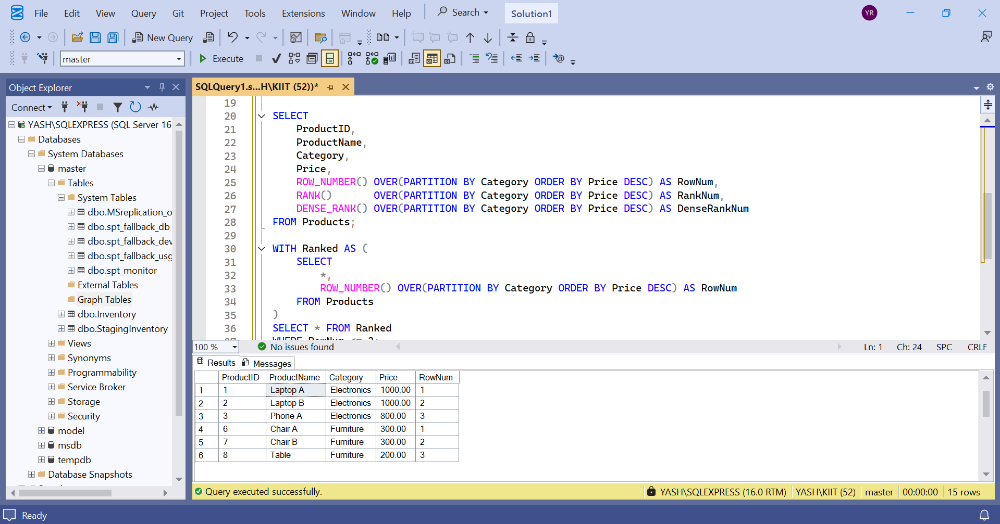 File Edit View Query Git Project Tools Extensions Window Help Search Solution1 YR
New Query
master Execute
Object Explorer
Connect
YASH\SQLEXPRESS (SQL Server 16
Databases
System Databases
master
Tables
System Tables
dbo.MSreplication_o
dbo.spt_fallback_db
dbo.spt_fallback_dev
dbo.spt_fallback_usg
dbo.spt_monitor
External Tables
Graph Tables
dbo.Inventory
dbo.StagingInventory
Views
Synonyms
Programmability
Service Broker
Storage
Security
model
msdb
tempdb
Database Snapshots
SQLQuery1.s...H\KIIT (52))*
19
20 SELECT
21 ProductID,
22 ProductName,
23 Category,
24 Price,
25 ROW_NUMBER() OVER(PARTITION BY Category ORDER BY Price DESC) AS RowNum,
26 RANK() OVER(PARTITION BY Category ORDER BY Price DESC) AS RankNum,
27 DENSE_RANK() OVER(PARTITION BY Category ORDER BY Price DESC) AS DenseRankNum
28 FROM Products;
29
30 WITH Ranked AS (
31 SELECT
32 *,
33 ROW_NUMBER() OVER(PARTITION BY Category ORDER BY Price DESC) AS RowNum
34 FROM Products
35 )
36 SELECT * FROM Ranked
100 % No issues found Ln: 1 Ch: 24 SPC CRLF
Results Messages
ProductID ProductName Category Price RowNum
1 1 Laptop A Electronics 1000.00 1
2 2 Laptop B Electronics 1000.00 2
3 3 Phone A Electronics 800.00 3
4 6 Chair A Furniture 300.00 1
5 7 Chair B Furniture 300.00 2
6 8 Table Furniture 200.00 3
Query executed successfully. YASH\SQLEXPRESS (16.0 RTM) YASH\KIIT (52) master 00:00:00 15 rows
Ready